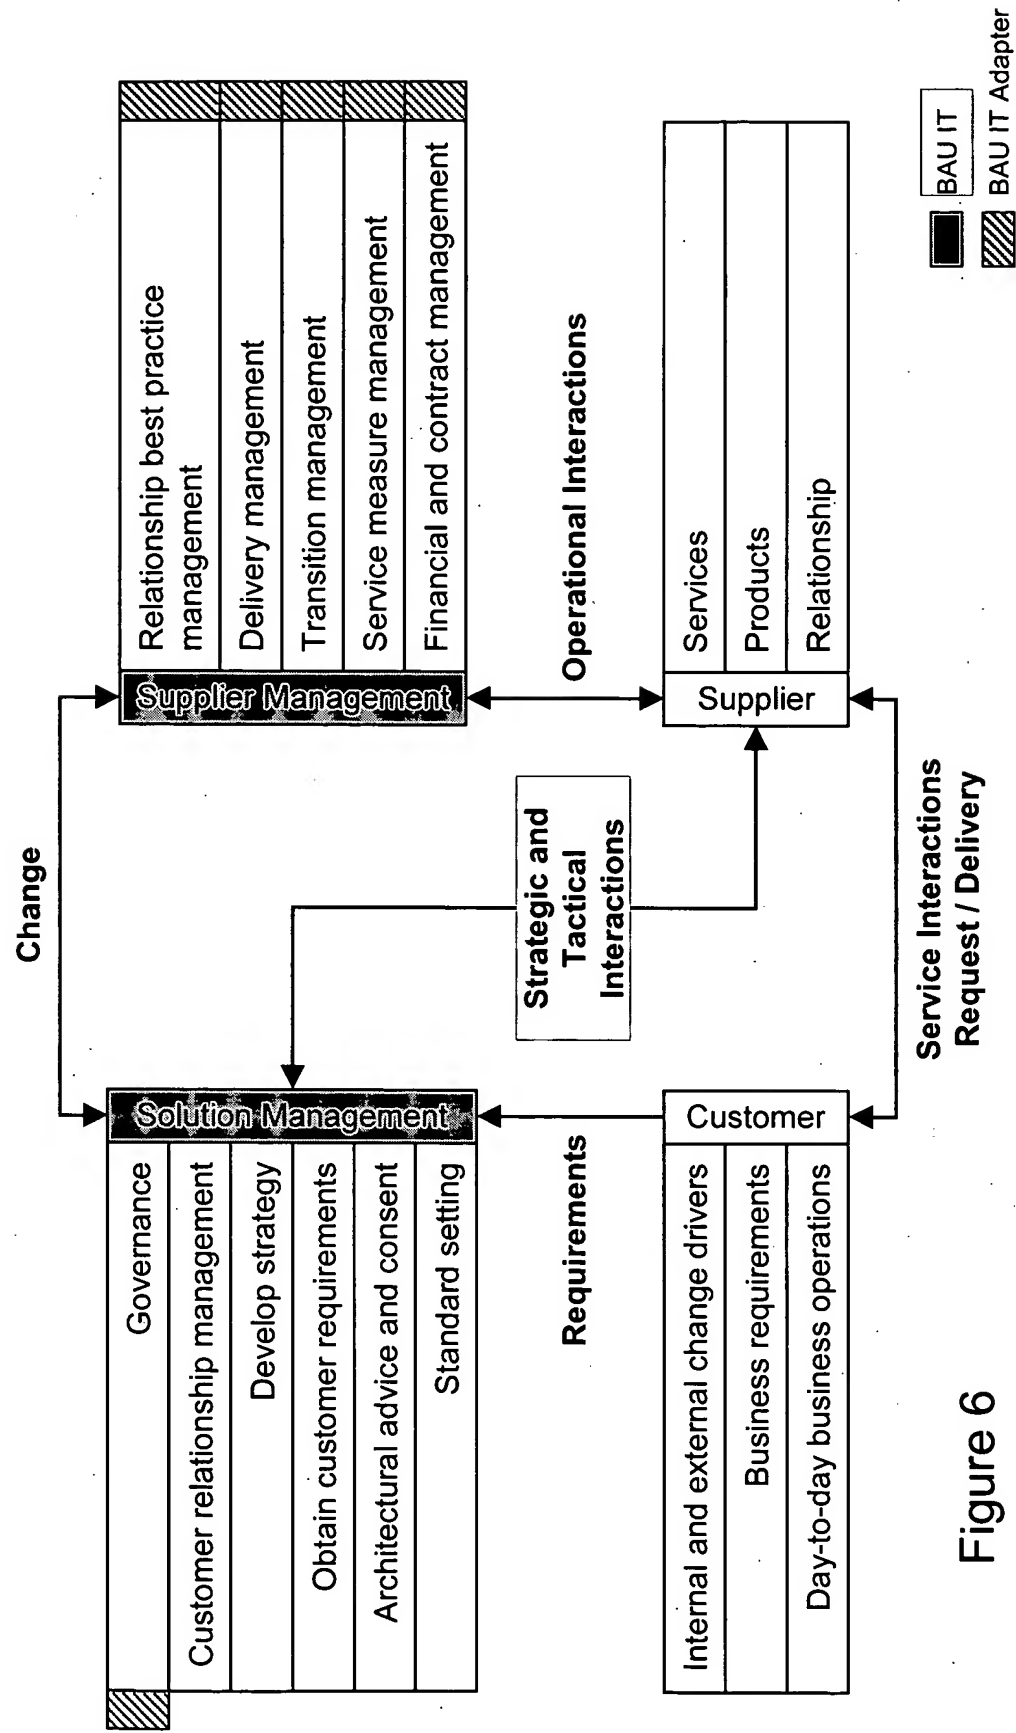 Change
Governance
Customer relationship management
Develop strategy
Obtain customer requirements
Architectural advice and consent
Standard setting
Solution Management
Supplier Management
Relationship best practice
management
Delivery management
Transition management
Service measure management
Financial and contract management
Strategic and
Tactical
Interactions
Requirements
Operational Interactions
Internal and external change drivers
Business requirements
Day-to-day business operations
Customer
Supplier
Services
Products
Relationship
Service Interactions
Request / Delivery
BAU IT
BAU IT Adapter
Figure 6